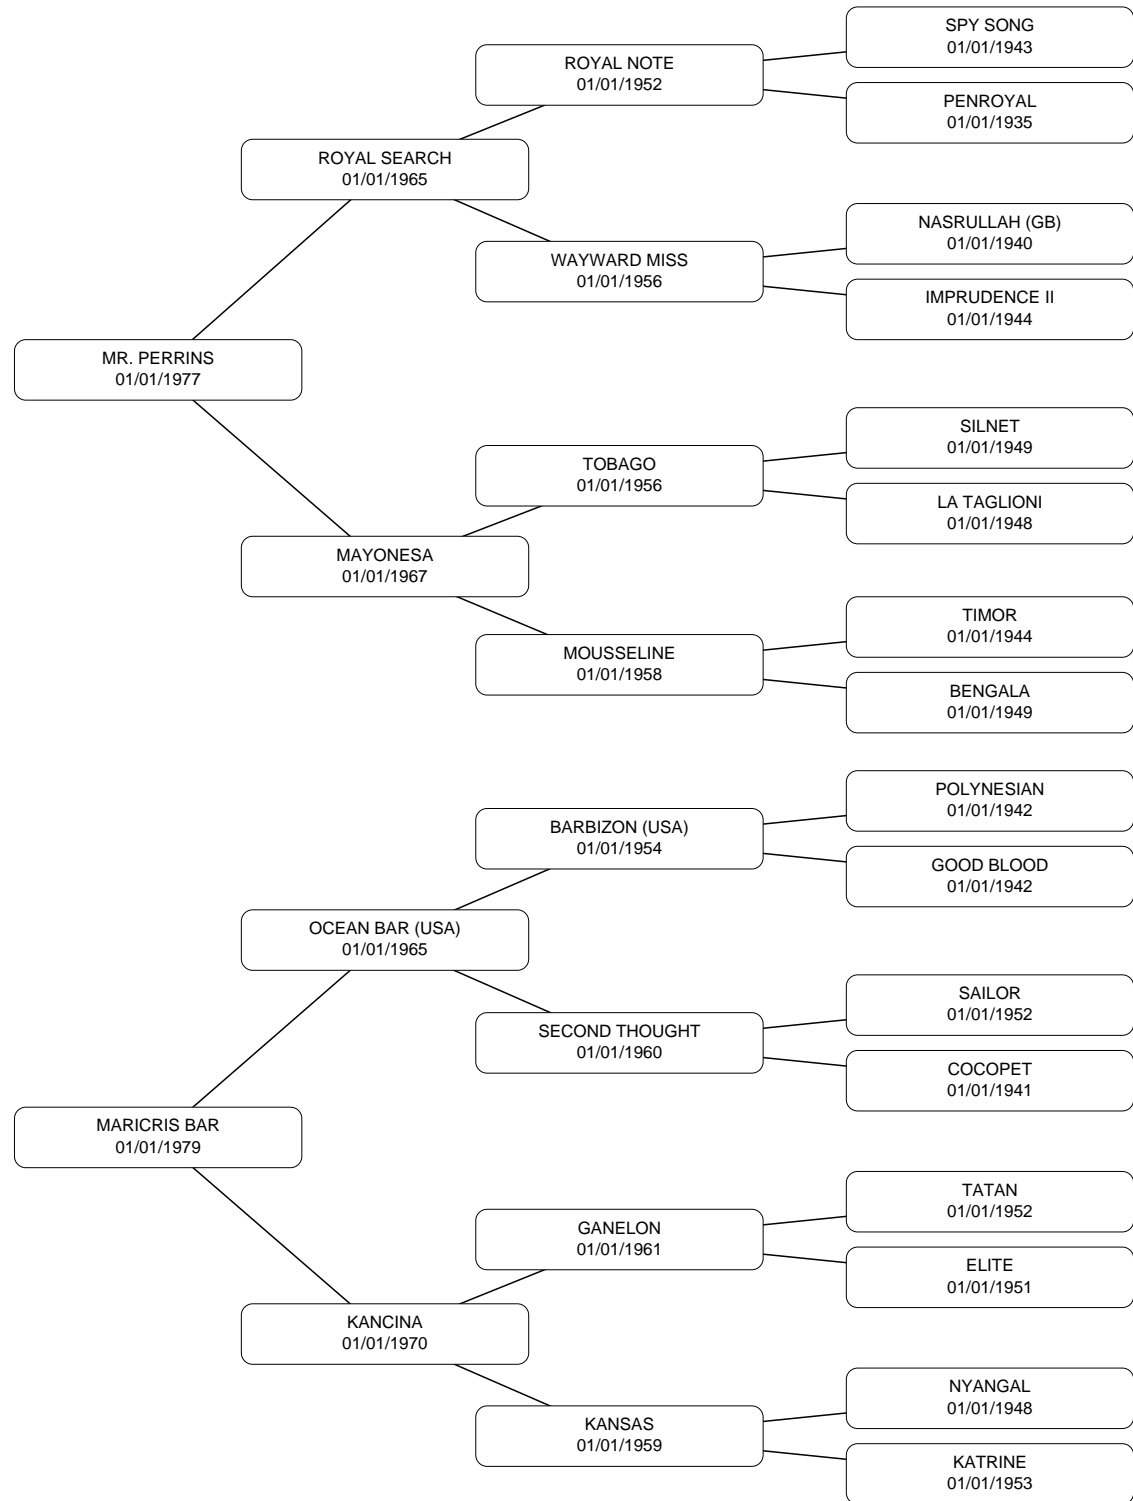 SPY SONG
01/01/1943
ROYAL NOTE
01/01/1952
PENROYAL
01/01/1935
ROYAL SEARCH
01/01/1965
NASRULLAH (GB)
01/01/1940
WAYWARD MISS
01/01/1956
IMPRUDENCE II
01/01/1944
MR. PERRINS
01/01/1977
SILNET
01/01/1949
TOBAGO
01/01/1956
LA TAGLIONI
01/01/1948
MAYONESA
01/01/1967
TIMOR
01/01/1944
MOUSSELINE
01/01/1958
BENGALA
01/01/1949
POLYNESIAN
01/01/1942
BARBIZON (USA)
01/01/1954
GOOD BLOOD
01/01/1942
OCEAN BAR (USA)
01/01/1965
SAILOR
01/01/1952
SECOND THOUGHT
01/01/1960
COCOPET
01/01/1941
MARICRIS BAR
01/01/1979
TATAN
01/01/1952
GANELON
01/01/1961
ELITE
01/01/1951
KANCINA
01/01/1970
NYANGAL
01/01/1948
KANSAS
01/01/1959
KATRINE
01/01/1953